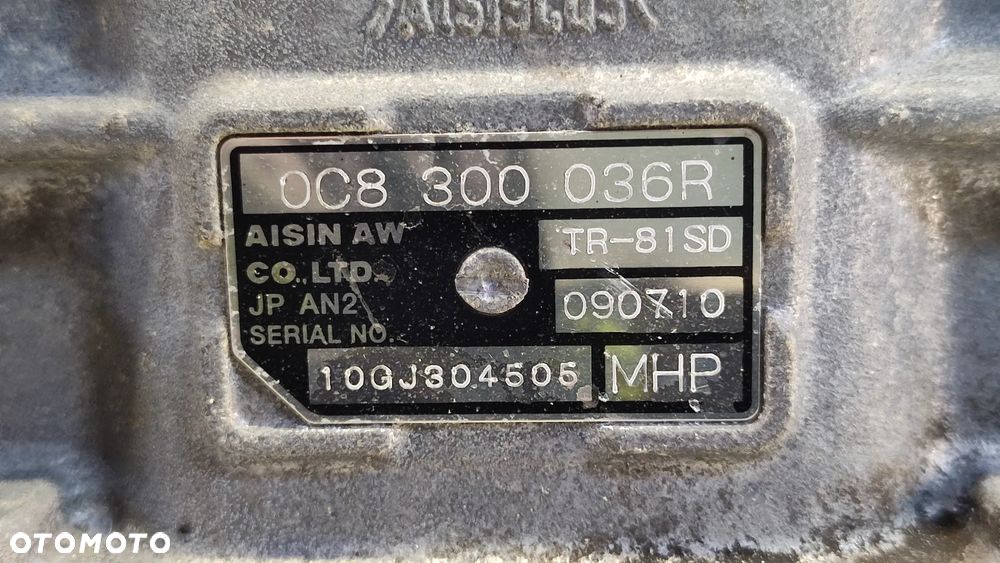 0C8 300 036R
AISIN AW
CO.,LTD.
TR-81SD
JP AN2
090710
SERIAL NO.
10GJ304505
MHP
OTOMOTO